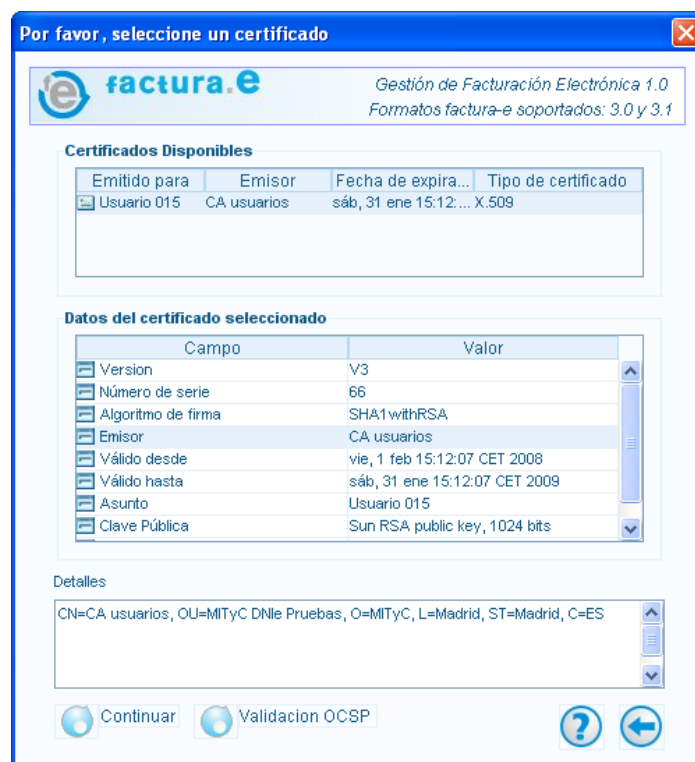 Por favor, seleccione un certificado
factura.e
Gestión de Facturación Electrónica 1.0
Formatos factura-e soportados: 3.0 y 3.1
Certificados Disponibles
Emitido para Emisor Fecha de expira... Tipo de certificado
Usuario 015 CA usuarios sáb, 31 ene 15:12:... X.509
Datos del certificado seleccionado
Campo Valor
Version V3
Número de serie 66
Algoritmo de firma SHA1withRSA
Emisor CA usuarios
Válido desde vie, 1 feb 15:12:07 CET 2008
Válido hasta sáb, 31 ene 15:12:07 CET 2009
Asunto Usuario 015
Clave Pública Sun RSA public key, 1024 bits
Detalles
CN=CA usuarios, OU=MITyC DNIe Pruebas, O=MITyC, L=Madrid, ST=Madrid, C=ES
Continuar Validacion OCSP